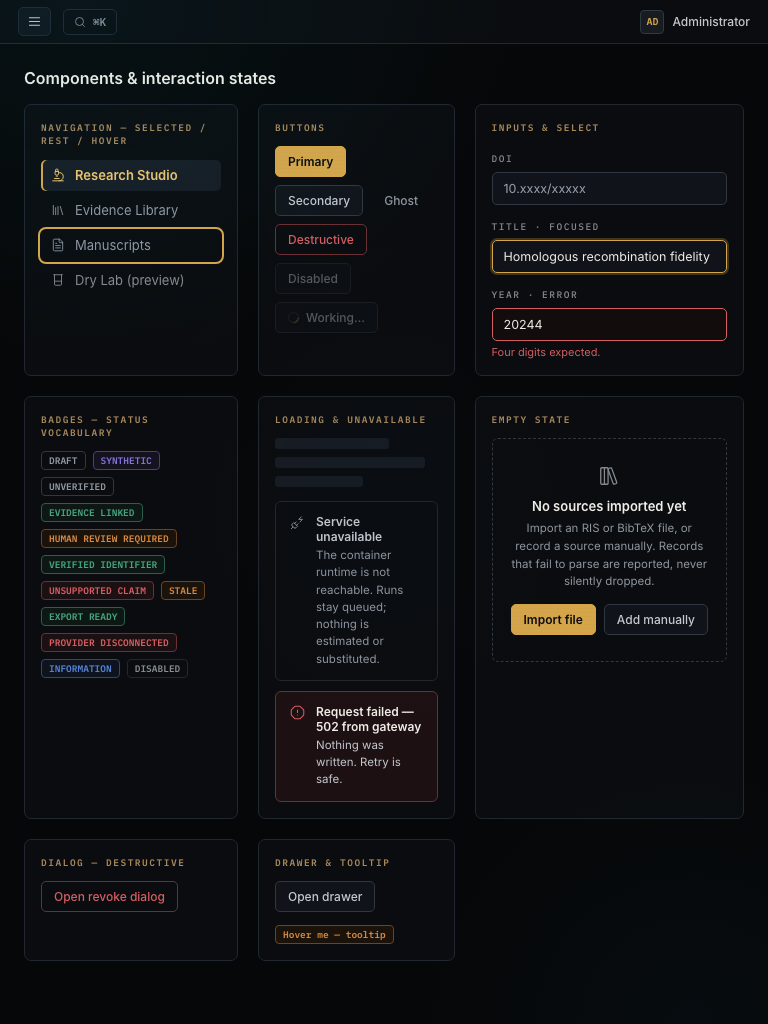 ⌘K
AD Administrator
Components & interaction states
NAVIGATION — SELECTED /
REST / HOVER
Research Studio
Evidence Library
Manuscripts
Dry Lab (preview)
BUTTONS
Primary
Secondary Ghost
Destructive
Disabled
Working…
INPUTS & SELECT
DOI
10.xxxx/xxxxx
TITLE · FOCUSED
Homologous recombination fidelity
YEAR · ERROR
20244
Four digits expected.
BADGES — STATUS
VOCABULARY
DRAFT SYNTHETIC
UNVERIFIED
EVIDENCE LINKED
HUMAN REVIEW REQUIRED
VERIFIED IDENTIFIER
UNSUPPORTED CLAIM STALE
EXPORT READY
PROVIDER DISCONNECTED
INFORMATION DISABLED
LOADING & UNAVAILABLE
Service
unavailable
The container
runtime is not
reachable. Runs
stay queued;
nothing is
estimated or
substituted.
Request failed —
502 from gateway
Nothing was
written. Retry is
safe.
EMPTY STATE
No sources imported yet
Import an RIS or BibTeX file, or
record a source manually. Records
that fail to parse are reported, never
silently dropped.
Import file Add manually
DIALOG — DESTRUCTIVE
Open revoke dialog
DRAWER & TOOLTIP
Open drawer
Hover me — tooltip